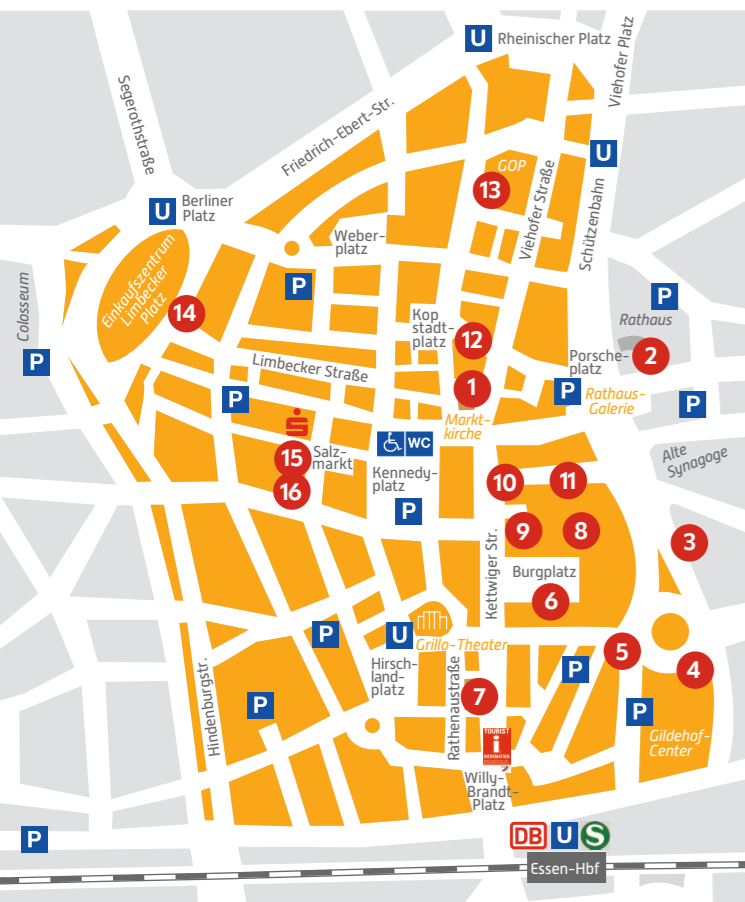 U Rheinischer Platz
Viehofer Platz
Segerothstraße
Friedrich-Ebert-Str.
U
GOP
13
Viehofer Straße
Schützenbahn
U Berliner
Platz
Weber-
platz
Einkaufszentrum
Limbecker
Platz
14
P
P
Colosseum
P
Kop
stadt-
platz
12
Rathaus
2
Porsche-
platz
Limbecker Straße
P
1
P
Rathaus-
Galerie
P
Markt-
kirche
S
15
Salz-
markt
16
WC
Kennedy-
platz
P
Alte
Synagoge
10
11
9
8
3
Kettwiger Str.
Burgplatz
6
P
U
Grillo-Theater
Hirsch-
land-
platz
Rathenaustraße
7
P
5
4
P
Gildehof-
Center
Hindenburgstr.
P
TOURIST
i
INFORMATION
Willy-
Brandt-
Platz
P
DB U S
Essen-Hbf